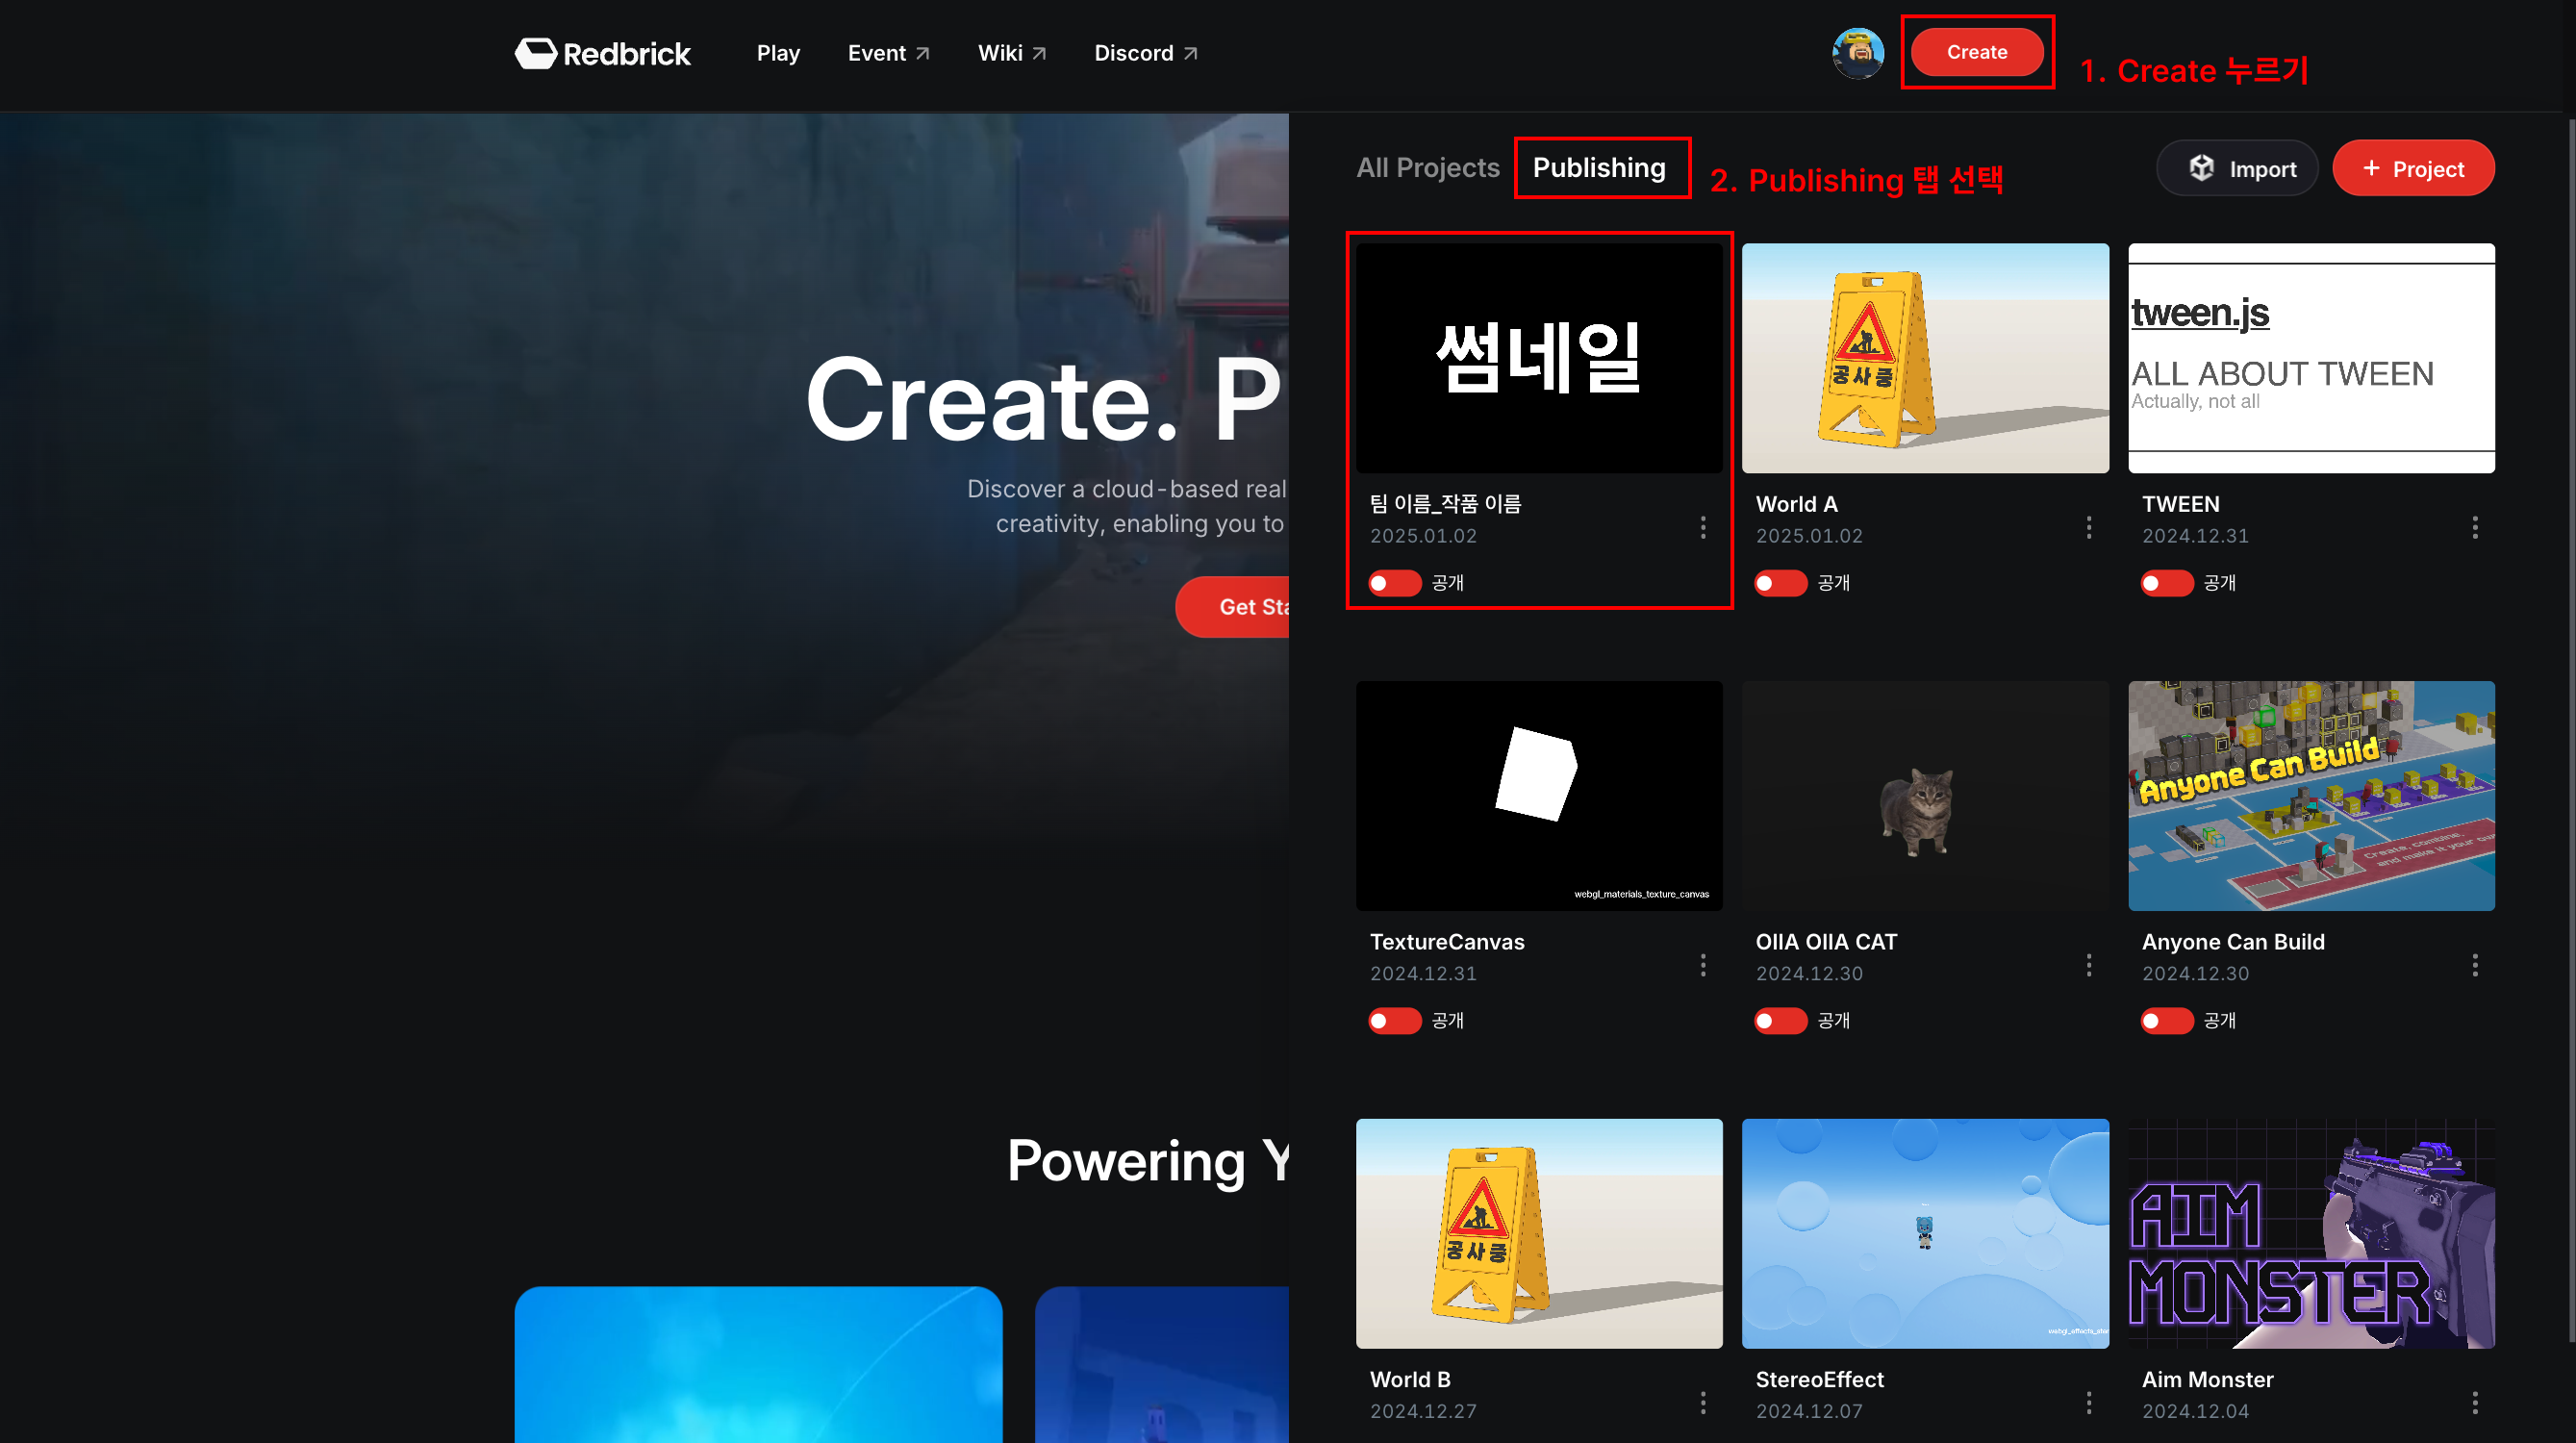 Redbrick
Play
Event
Wiki
Discord
Create
1. Create 누르기
All Projects
Publishing
2. Publishing 탭 선택
Import
+ Project
Create. P
Discover a cloud-based real
creativity, enabling you to
Get Sta
썸네일
팀 이름_작품 이름
2025.01.02
공개
공사중
World A
2025.01.02
공개
tween.js
ALL ABOUT TWEEN
Actually, not all
TWEEN
2024.12.31
공개
webgl_materials_texture_canvas
TextureCanvas
2024.12.31
공개
OIIA OIIA CAT
2024.12.30
공개
Anyone Can Build
Create, combine,
and make it your
Anyone Can Build
2024.12.30
공개
Powering Y
공사중
World B
2024.12.27
StereoEffect
2024.12.07
AIM
MONSTER
Aim Monster
2024.12.04